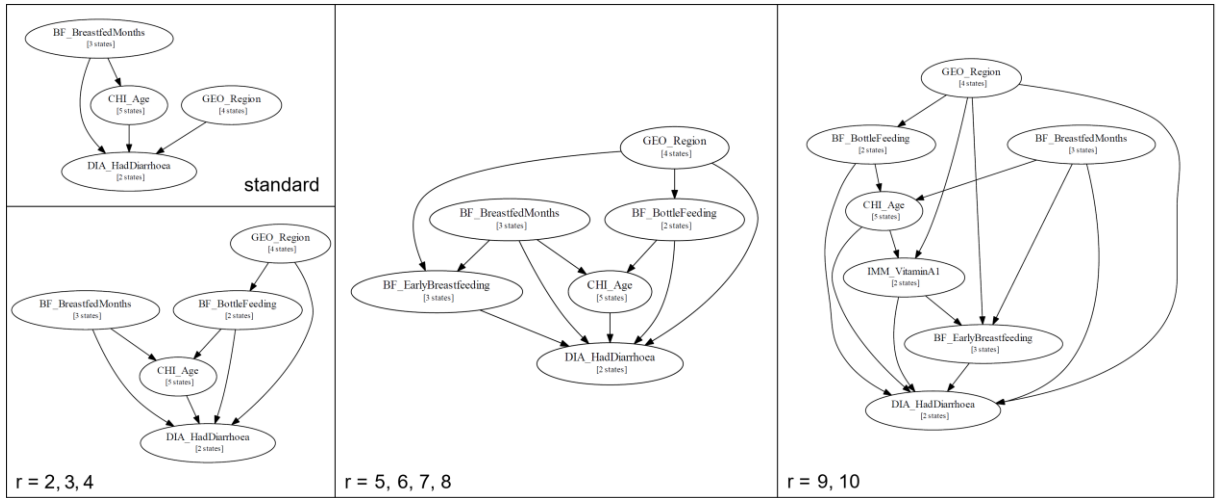 BF_BreastfedMonths
[3 states]
CHI_Age
[5 states]
GEO_Region
[4 states]
DIA_HadDiarrhoea
[2 states]
standard
GEO_Region
[4 states]
BF_BreastfedMonths
[3 states]
BF_BottleFeeding
[2 states]
CHI_Age
[5 states]
DIA_HadDiarrhoea
[2 states]
r = 2, 3, 4
GEO_Region
[4 states]
BF_BreastfedMonths
[3 states]
BF_BottleFeeding
[2 states]
BF_EarlyBreastfeeding
[3 states]
CHI_Age
[5 states]
DIA_HadDiarrhoea
[2 states]
r = 5, 6, 7, 8
GEO_Region
[4 states]
BF_BottleFeeding
[2 states]
BF_BreastfedMonths
[3 states]
CHI_Age
[5 states]
IMM_VitaminA1
[2 states]
BF_EarlyBreastfeeding
[3 states]
DIA_HadDiarrhoea
[2 states]
r = 9, 10